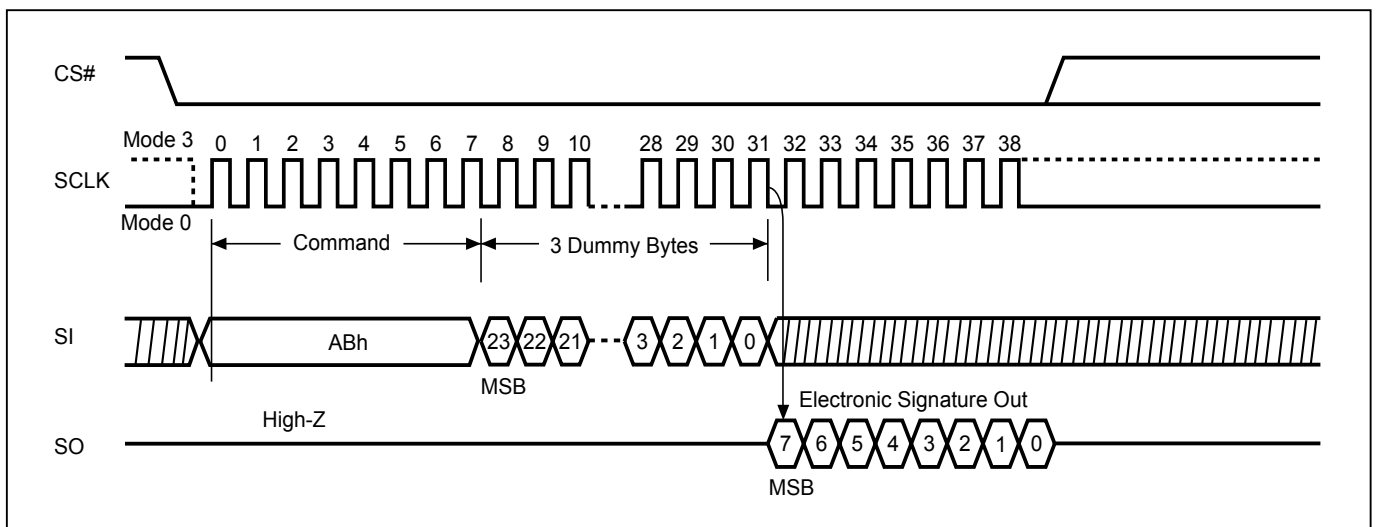 CS#
Mode 3
0 1 2 3 4 5 6 7 8 9 10 28 29 30 31 32 33 34 35 36 37 38
SCLK
Mode 0
Command
3 Dummy Bytes
SI
ABh
23 22 21 3 2 1 0
MSB
Electronic Signature Out
High-Z
SO
7 6 5 4 3 2 1 0
MSB